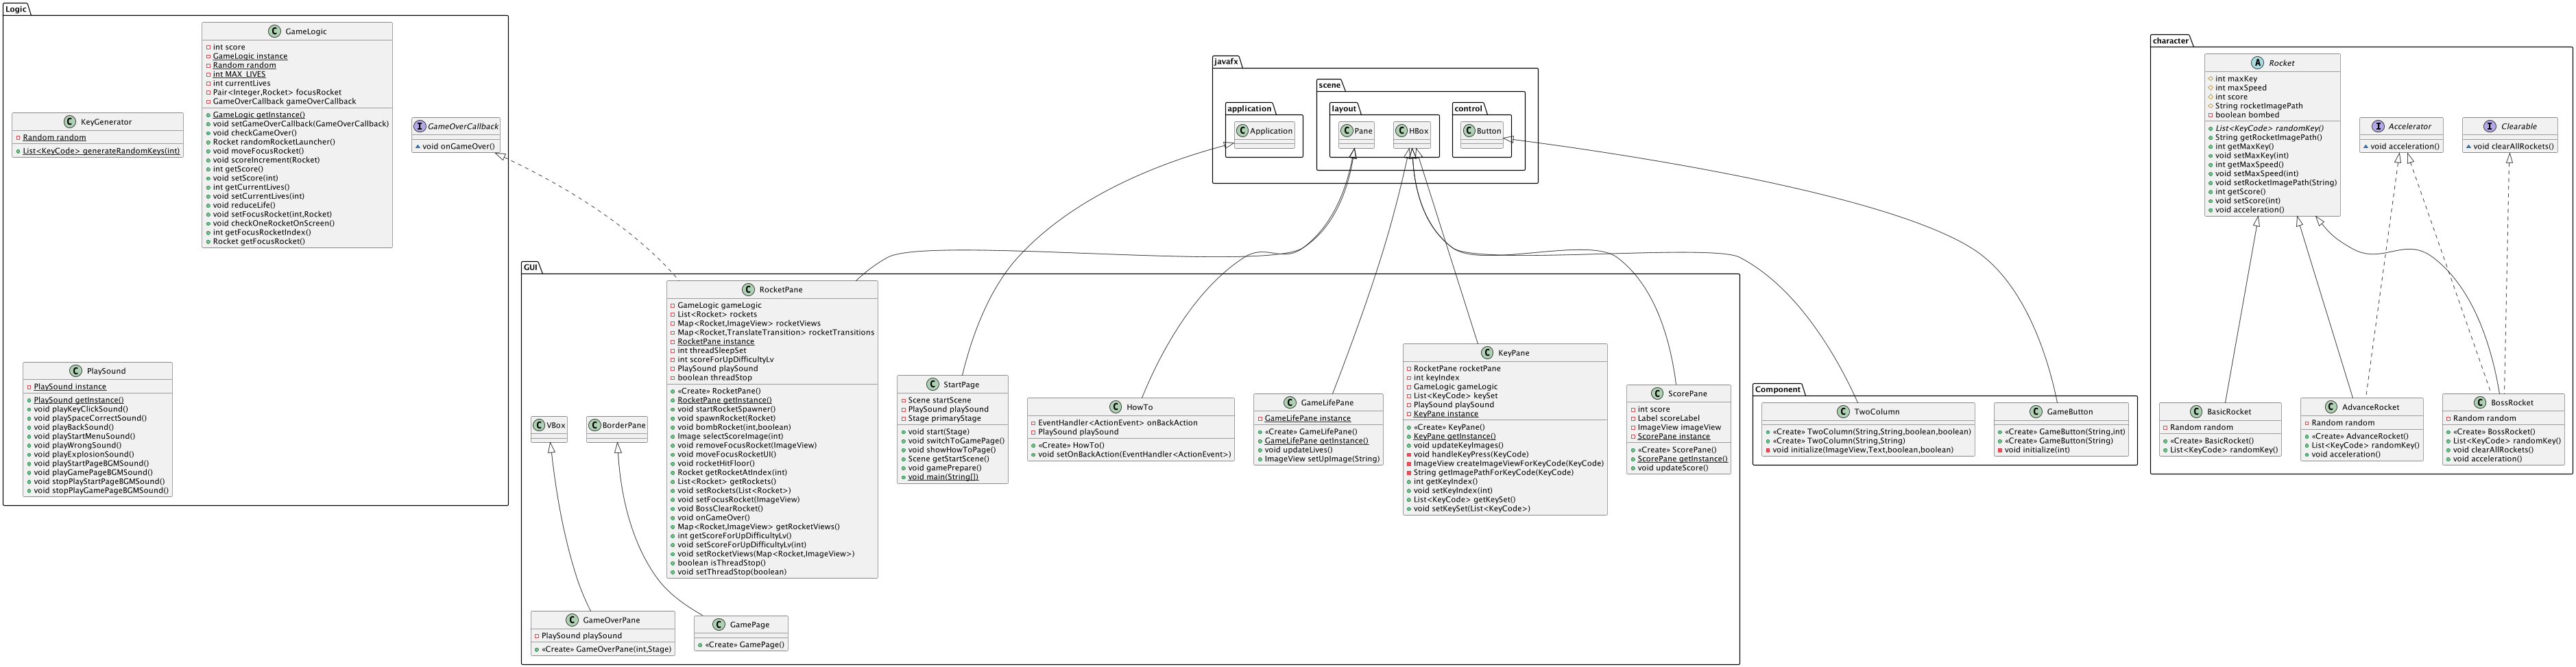 Logic
GameLogic
int score
GameLogic instance
Random random
int MAX_LIVES
int currentLives
Pair<Integer,Rocket> focusRocket
GameOverCallback gameOverCallback
GameLogic getInstance()
void setGameOverCallback(GameOverCallback)
void checkGameOver()
Rocket randomRocketLauncher()
void moveFocusRocket()
void scoreIncrement(Rocket)
int getScore()
void setScore(int)
int getCurrentLives()
void setCurrentLives(int)
void reduceLife()
void setFocusRocket(int,Rocket)
void checkOneRocketOnScreen()
int getFocusRocketIndex()
Rocket getFocusRocket()
KeyGenerator
Random random
List<KeyCode> generateRandomKeys(int)
GameOverCallback
void onGameOver()
PlaySound
PlaySound instance
PlaySound getInstance()
void playKeyClickSound()
void playSpaceCorrectSound()
void playBackSound()
void playStartMenuSound()
void playWrongSound()
void playExplosionSound()
void playStartPageBGMSound()
void playGamePageBGMSound()
void stopPlayStartPageBGMSound()
void stopPlayGamePageBGMSound()
javafx
application
Application
scene
layout
Pane
HBox
control
Button
GUI
RocketPane
GameLogic gameLogic
List<Rocket> rockets
Map<Rocket,ImageView> rocketViews
Map<Rocket,TranslateTransition> rocketTransitions
RocketPane instance
int threadSleepSet
int scoreForUpDifficultyLv
PlaySound playSound
boolean threadStop
«Create» RocketPane()
RocketPane getInstance()
void startRocketSpawner()
void spawnRocket(Rocket)
void bombRocket(int,boolean)
Image selectScoreImage(int)
void removeFocusRocket(ImageView)
void moveFocusRocketUI()
void rocketHitFloor()
Rocket getRocketAtIndex(int)
List<Rocket> getRockets()
void setRockets(List<Rocket>)
void setFocusRocket(ImageView)
void BossClearRocket()
void onGameOver()
Map<Rocket,ImageView> getRocketViews()
int getScoreForUpDifficultyLv()
void setScoreForUpDifficultyLv(int)
void setRocketViews(Map<Rocket,ImageView>)
boolean isThreadStop()
void setThreadStop(boolean)
VBox
BorderPane
StartPage
Scene startScene
PlaySound playSound
Stage primaryStage
void start(Stage)
void switchToGamePage()
void showHowToPage()
Scene getStartScene()
void gamePrepare()
void main(String[])
HowTo
EventHandler<ActionEvent> onBackAction
PlaySound playSound
«Create» HowTo()
void setOnBackAction(EventHandler<ActionEvent>)
GameLifePane
GameLifePane instance
«Create» GameLifePane()
GameLifePane getInstance()
void updateLives()
ImageView setUpImage(String)
KeyPane
RocketPane rocketPane
int keyIndex
GameLogic gameLogic
List<KeyCode> keySet
PlaySound playSound
KeyPane instance
«Create» KeyPane()
KeyPane getInstance()
void updateKeyImages()
void handleKeyPress(KeyCode)
ImageView createImageViewForKeyCode(KeyCode)
String getImagePathForKeyCode(KeyCode)
int getKeyIndex()
void setKeyIndex(int)
List<KeyCode> getKeySet()
void setKeySet(List<KeyCode>)
ScorePane
int score
Label scoreLabel
ImageView imageView
ScorePane instance
«Create» ScorePane()
ScorePane getInstance()
void updateScore()
GameOverPane
PlaySound playSound
«Create» GameOverPane(int,Stage)
GamePage
«Create» GamePage()
Component
TwoColumn
«Create» TwoColumn(String,String,boolean,boolean)
«Create» TwoColumn(String,String)
void initialize(ImageView,Text,boolean,boolean)
GameButton
«Create» GameButton(String,int)
«Create» GameButton(String)
void initialize(int)
character
Rocket
int maxKey
int maxSpeed
int score
String rocketImagePath
boolean bombed
List<KeyCode> randomKey()
String getRocketImagePath()
int getMaxKey()
void setMaxKey(int)
int getMaxSpeed()
void setMaxSpeed(int)
void setRocketImagePath(String)
int getScore()
void setScore(int)
void acceleration()
Accelerator
void acceleration()
Clearable
void clearAllRockets()
BasicRocket
Random random
«Create» BasicRocket()
List<KeyCode> randomKey()
AdvanceRocket
Random random
«Create» AdvanceRocket()
List<KeyCode> randomKey()
void acceleration()
BossRocket
Random random
«Create» BossRocket()
List<KeyCode> randomKey()
void clearAllRockets()
void acceleration()